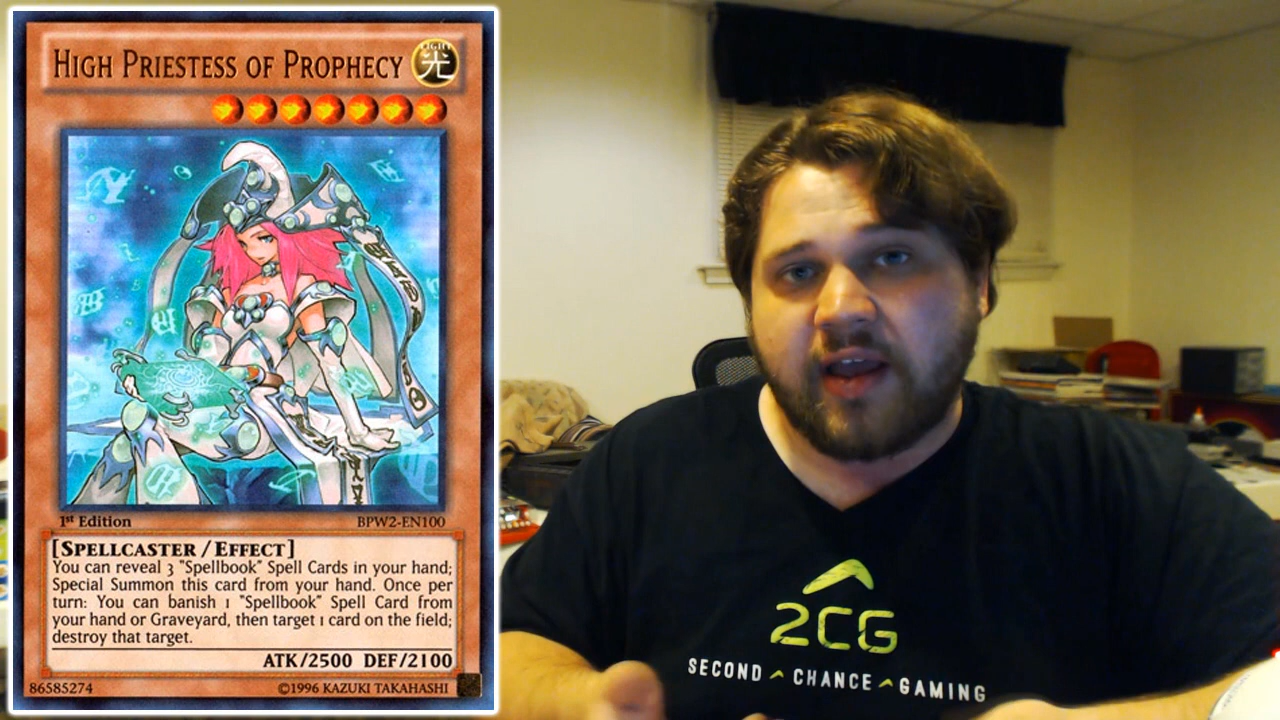 HIGH PRIESTESS OF PROPHECY
LIGHT
光
1st Edition
BPW2-EN100
[SPELLCASTER / EFFECT]
You can reveal 3 "Spellbook" Spell Cards in your hand;
Special Summon this card from your hand. Once per
turn: You can banish 1 "Spellbook" Spell Card from
your hand or Graveyard, then target 1 card on the field;
destroy that target.
ATK/2500 DEF/2100
86585274
©1996 KAZUKI TAKAHASHI
2CG
SECOND CHANCE GAMING